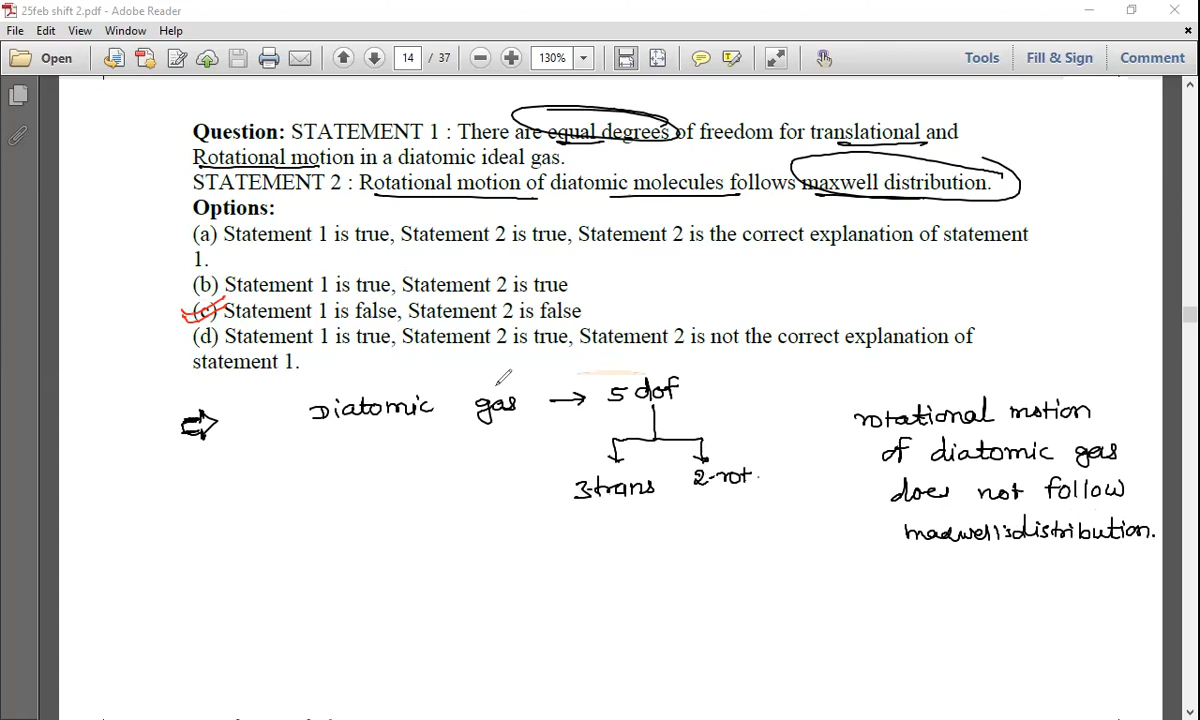 25feb shift 2.pdf - Adobe Reader
File Edit View Window Help
Open 14 / 37 130% Tools Fill & Sign Comment
Question: STATEMENT 1 : There are equal degrees of freedom for translational and
Rotational motion in a diatomic ideal gas.
STATEMENT 2 : Rotational motion of diatomic molecules follows maxwell distribution.
Options:
(a) Statement 1 is true, Statement 2 is true, Statement 2 is the correct explanation of statement
1.
(b) Statement 1 is true, Statement 2 is true
(c) Statement 1 is false, Statement 2 is false
(d) Statement 1 is true, Statement 2 is true, Statement 2 is not the correct explanation of
statement 1.
⇒ Diatomic gas → 5 dof
3-trans 2-rot.
rotational motion
of diatomic gas
does not follow
maxwell's distribution.